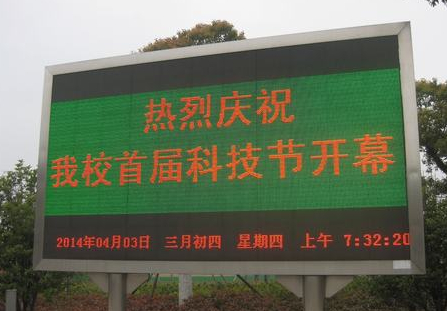 热烈庆祝
我校首届科技节开幕
2014年04月03日 三月初四 星期四 上午 7:32:20